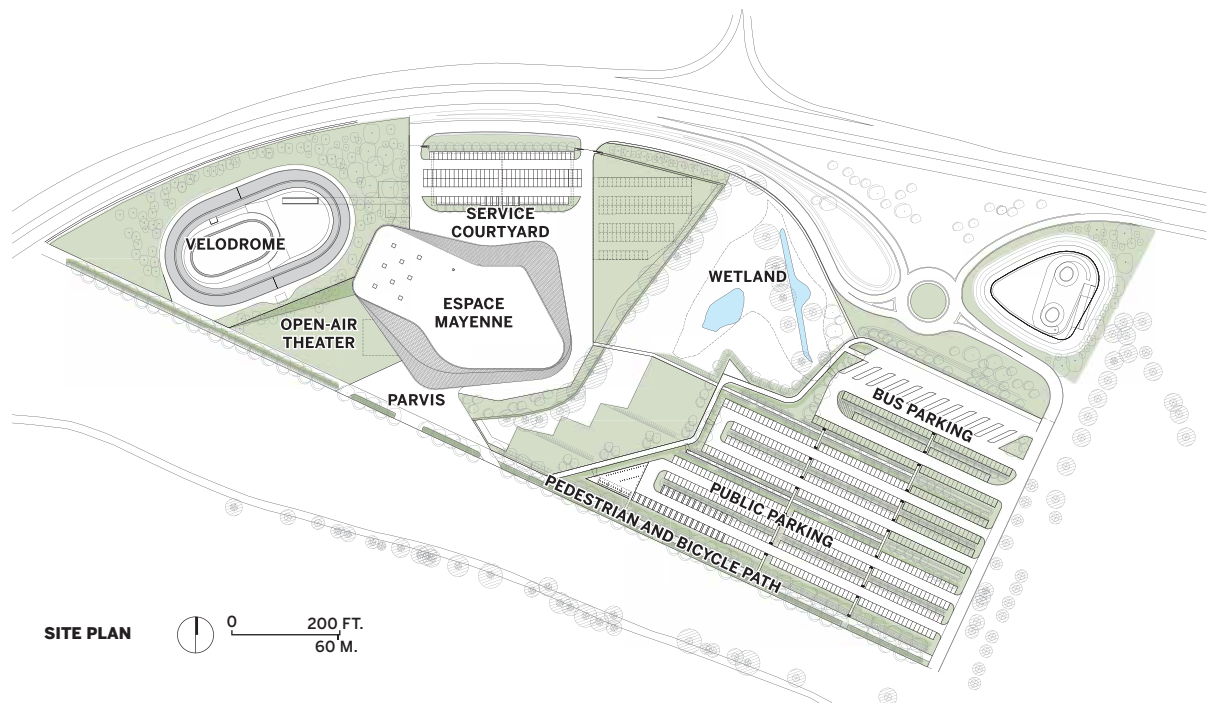 SERVICE
COURTYARD
VELODROME
WETLAND
ESPACE
MAYENNE
OPEN-AIR
THEATER
PARVIS
BUS PARKING
PUBLIC PARKING
PEDESTRIAN AND BICYCLE PATH
SITE PLAN
0 200 FT.
60 M.